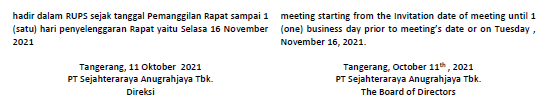 hadir dalam RUPS sejak tanggal Pemanggilan Rapat sampai 1
(satu) hari penyelenggaran Rapat yaitu Selasa 16 November
2021
Tangerang, 11 Oktober 2021
PT Sejahteraraya Anugrahjaya Tbk.
Direksi
meeting starting from the Invitation date of meeting until 1
(one) business day prior to meeting's date or on Tuesday ,
November 16, 2021.
Tangerang, October 11th , 2021
PT Sejahteraraya Anugrahjaya Tbk.
The Board of Directors